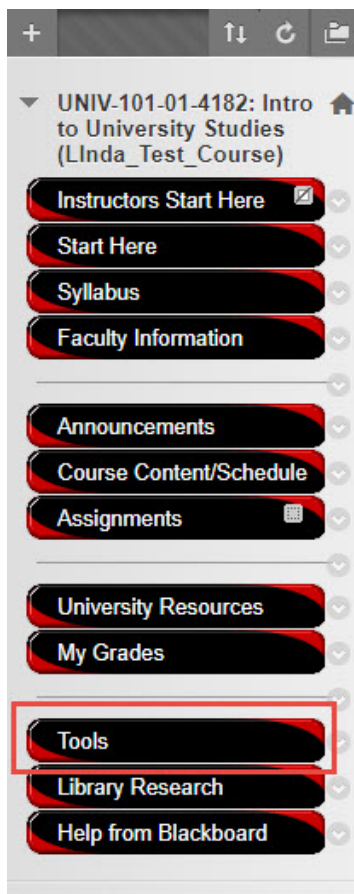 UNIV-101-01-4182: Intro
to University Studies
(LInda_Test_Course)
Instructors Start Here
Start Here
Syllabus
Faculty Information
Announcements
Course Content/Schedule
Assignments
University Resources
My Grades
Tools
Library Research
Help from Blackboard